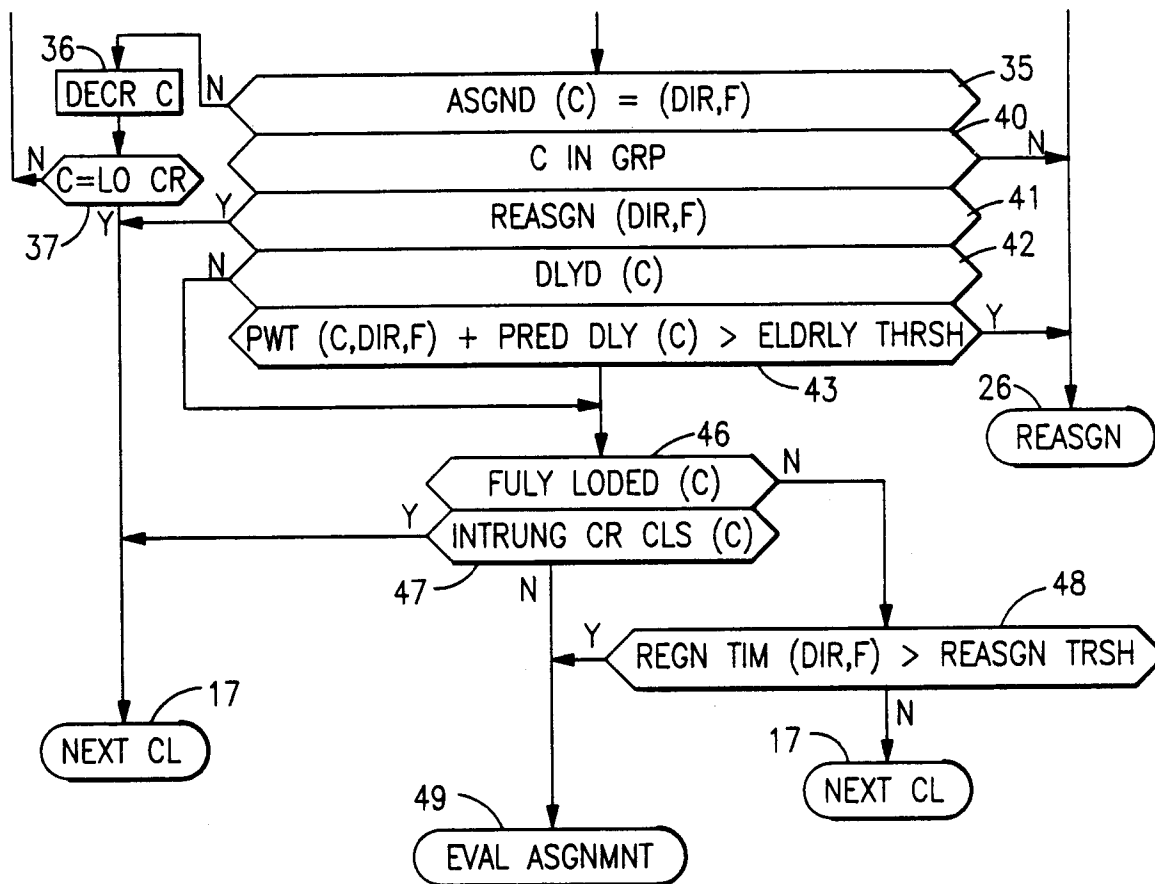 36
DECR C
N
ASGND (C) = (DIR,F)
35
40
N
C=LO CR
C IN GRP
N
37
Y
Y
REASGN (DIR,F)
41
N
DLYD (C)
42
PWT (C,DIR,F) + PRED DLY (C) > ELDRLY THRSH
Y
43
26
REASGN
46
FULY LODED (C)
N
Y
INTRUNG CR CLS (C)
47
N
48
Y
REGN TIM (DIR,F) > REASGN TRSH
N
17
NEXT CL
17
NEXT CL
49
EVAL ASGNMNT